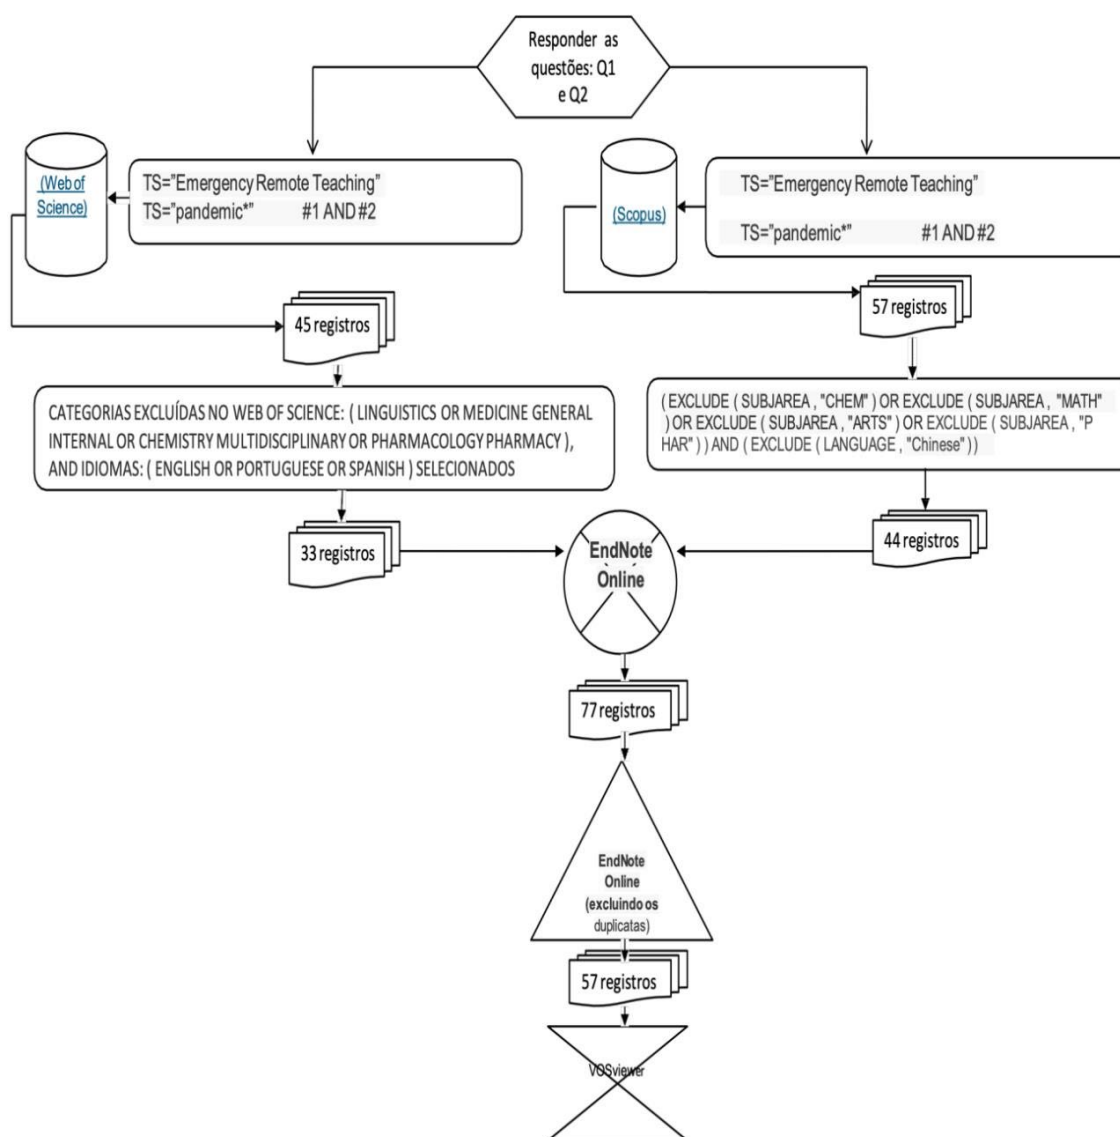 Responder as
questões: Q1
e Q2
(Web of
Science)
TS="Emergency Remote Teaching"
TS="pandemic*" #1 AND #2
(Scopus)
TS="Emergency Remote Teaching"
TS="pandemic*" #1 AND #2
45 registros
57 registros
CATEGORIAS EXCLUÍDAS NO WEB OF SCIENCE: ( LINGUISTICS OR MEDICINE GENERAL
INTERNAL OR CHEMISTRY MULTIDISCIPLINARY OR PHARMACOLOGY PHARMACY ),
AND IDIOMAS: ( ENGLISH OR PORTUGUESE OR SPANISH ) SELECIONADOS
( EXCLUDE ( SUBJAREA , "CHEM" ) OR EXCLUDE ( SUBJAREA , "MATH"
) OR EXCLUDE ( SUBJAREA , "ARTS" ) OR EXCLUDE ( SUBJAREA , "P
HAR" ) ) AND ( EXCLUDE ( LANGUAGE , "Chinese" ) )
33 registros
EndNote
Online
44 registros
77 registros
EndNote
Online
(excluindo os
duplicatas)
57 registros
VOSviewer